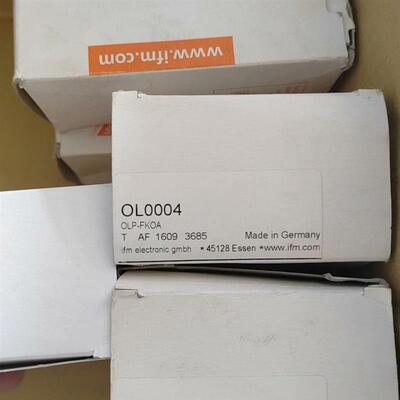 www.ifm.com
OL0004
OLP-FKOA
T AF 1609 3685 Made in Germany
ifm electronic gmbh * 45128 Essen * www.ifm.com